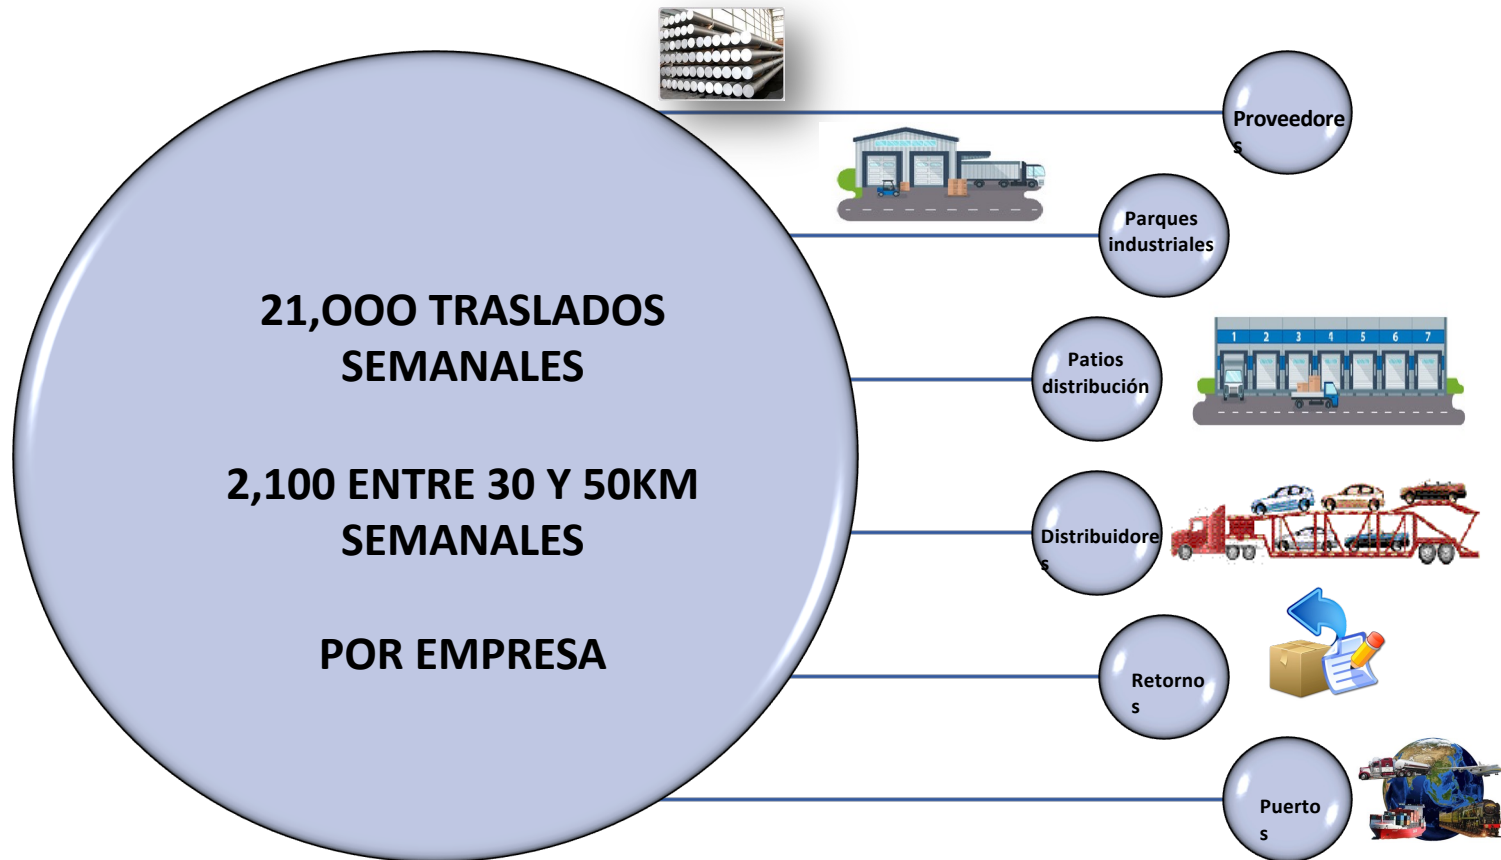 21,OOO TRASLADOS
SEMANALES
2,100 ENTRE 30 Y 50KM
SEMANALES
POR EMPRESA
Proveedore
s
Parques
industriales
Patios
distribución
1 2 3 4 5 6 7
Distribuidore
s
Retorno
s
Puerto
s